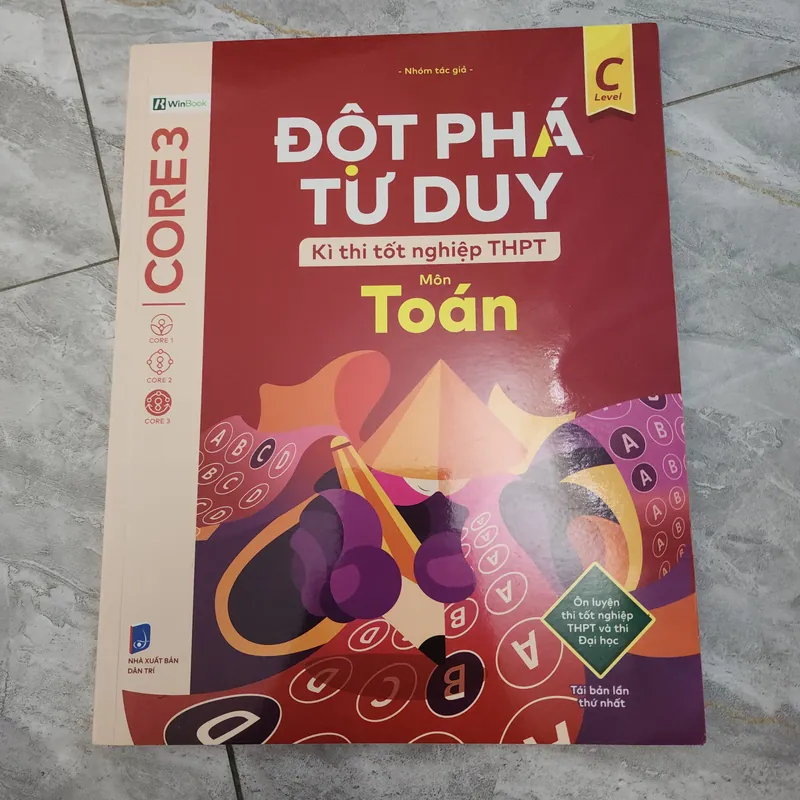 - Nhóm tác giả -
C
Level
WinBook
CORE 3
ĐỘT PHÁ
TƯ DUY
Kì thi tốt nghiệp THPT
Môn
Toán
CORE 1
CORE 2
CORE 3
A B C D
B C D
C D
A B
A
A
A
A
A
A
A
B
B
C
D
D
D
D
Ôn luyện
thi tốt nghiệp
THPT và thi
Đại học
Tái bản lần
thứ nhất
NHÀ XUẤT BẢN
DÂN TRÍ